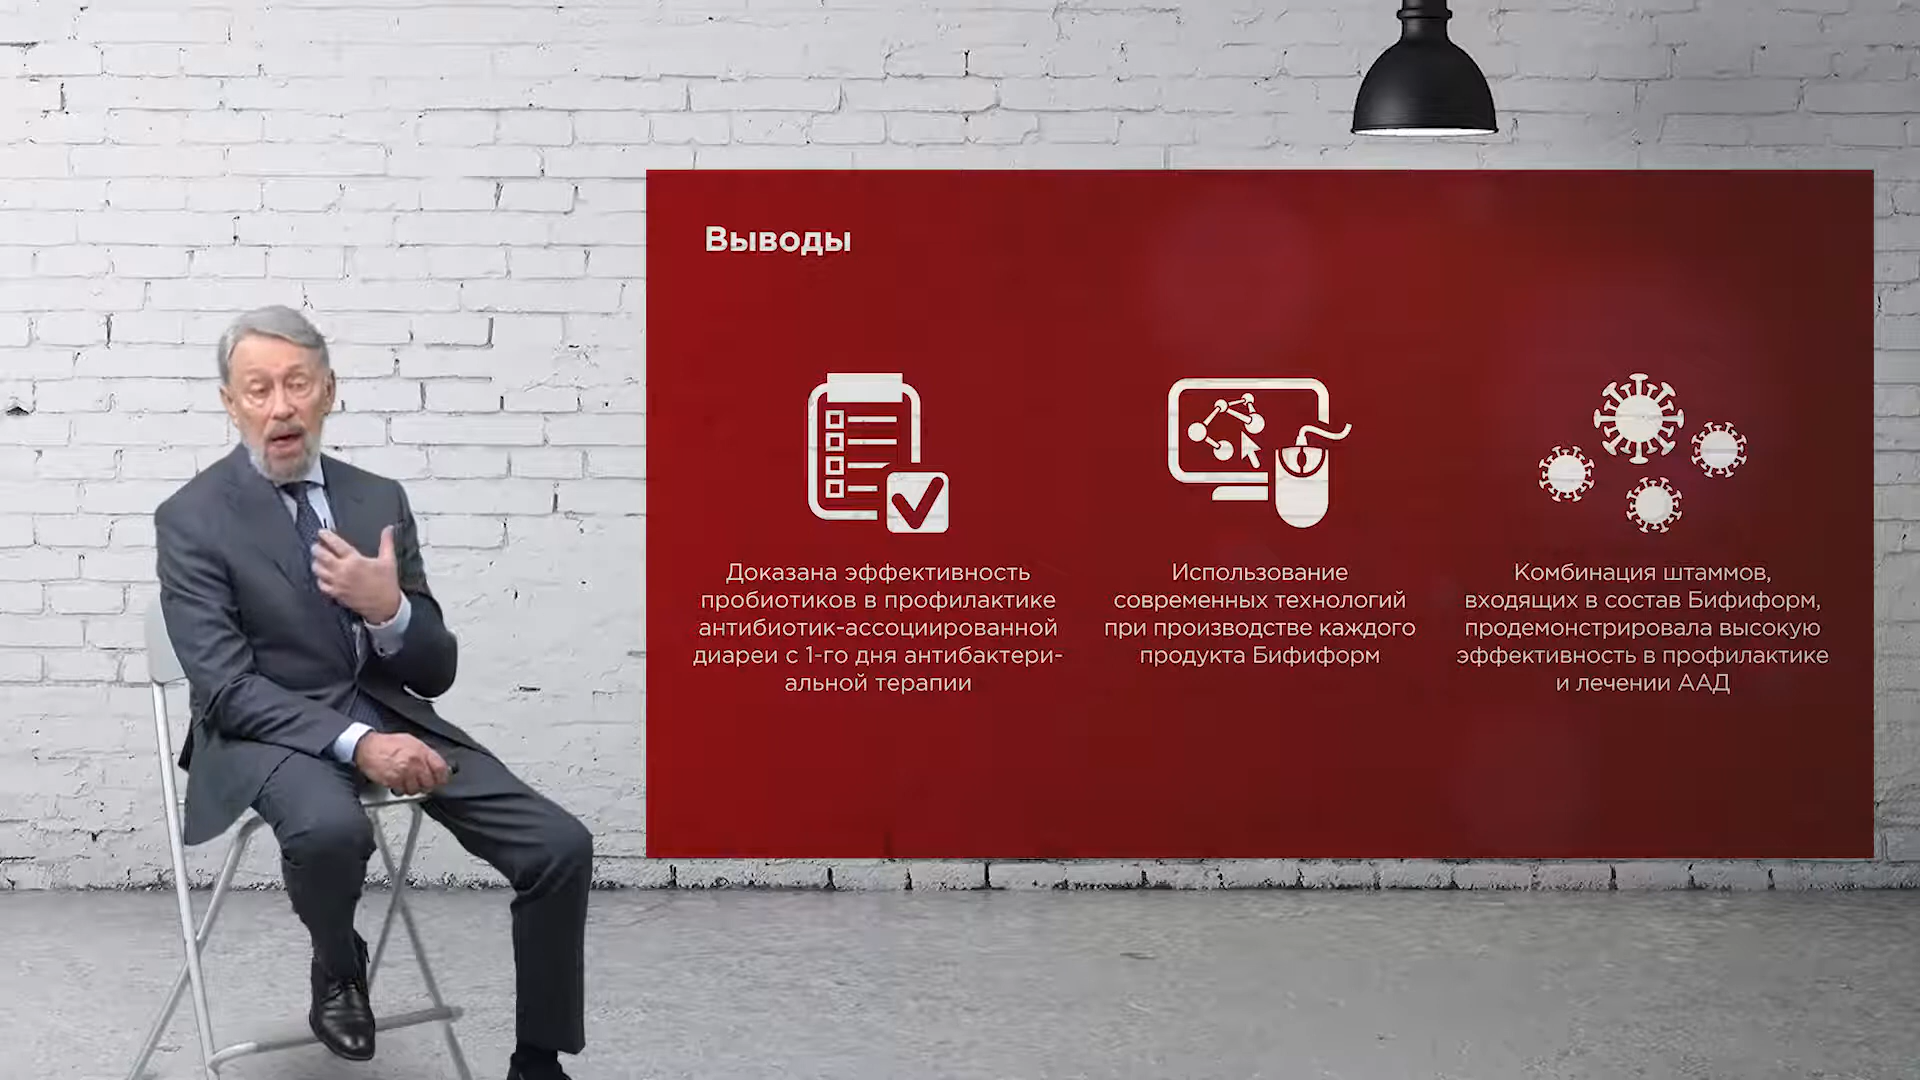 Выводы
Доказана эффективность
пробиотиков в профилактике
антибиотик-ассоциированной
диареи с 1-го дня антибактери-
альной терапии
Использование
современных технологий
при производстве каждого
продукта Бифиформ
Комбинация штаммов,
входящих в состав Бифиформ,
продемонстрировала высокую
эффективность в профилактике
и лечении ААД